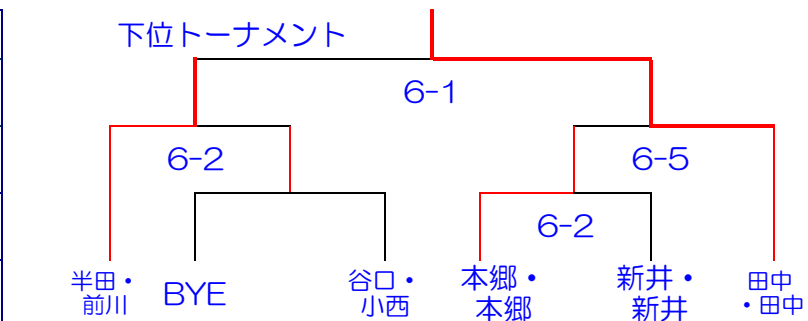 下位トーナメント
6-1
6-2
6-5
6-2
半田・
前川
BYE
谷口・
小西
本郷・
本郷
新井・
新井
田中
・田中